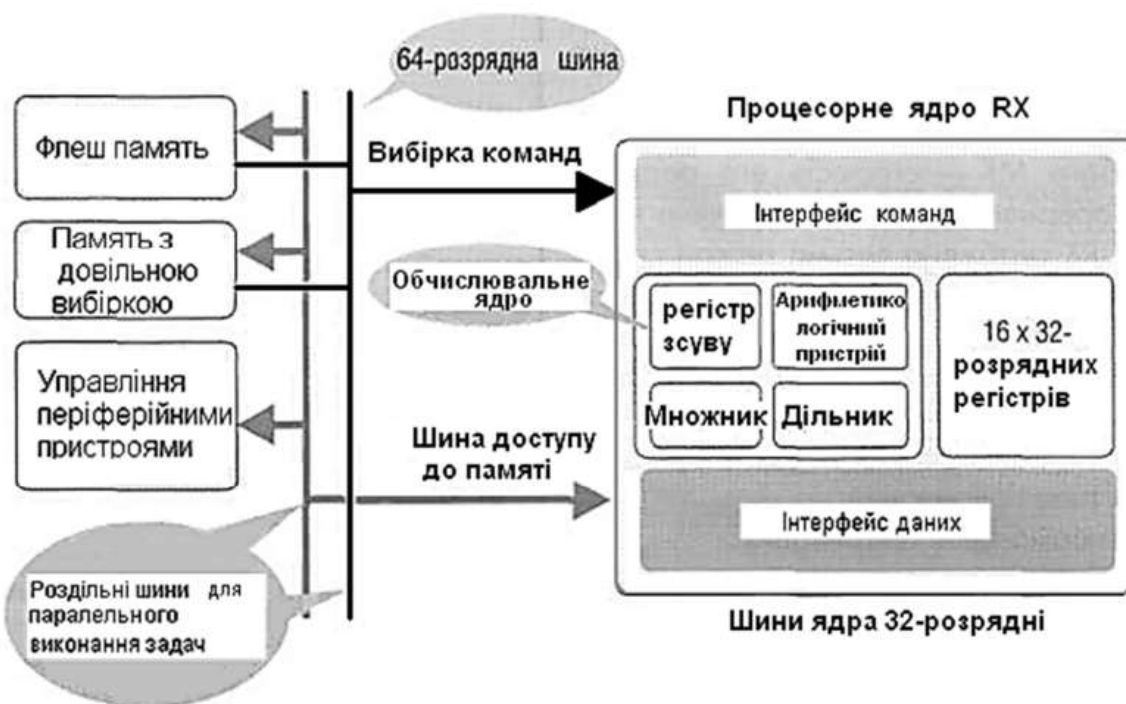 64-розрядна шина
Процесорне ядро RX
Флеш память
Вибірка команд
Інтерфейс команд
Память з
довільною
вибіркою
Обчислювальне
ядро
регістр
зсуву
Арифметико
логічний
пристрій
16 x 32-
розрядних
регістрів
Управління
періферійними
пристроями
Множник
Дільник
Шина доступу
до памяті
Інтерфейс даних
Роздільні шини для
паралельного
виконання задач
Шини ядра 32-розрядні